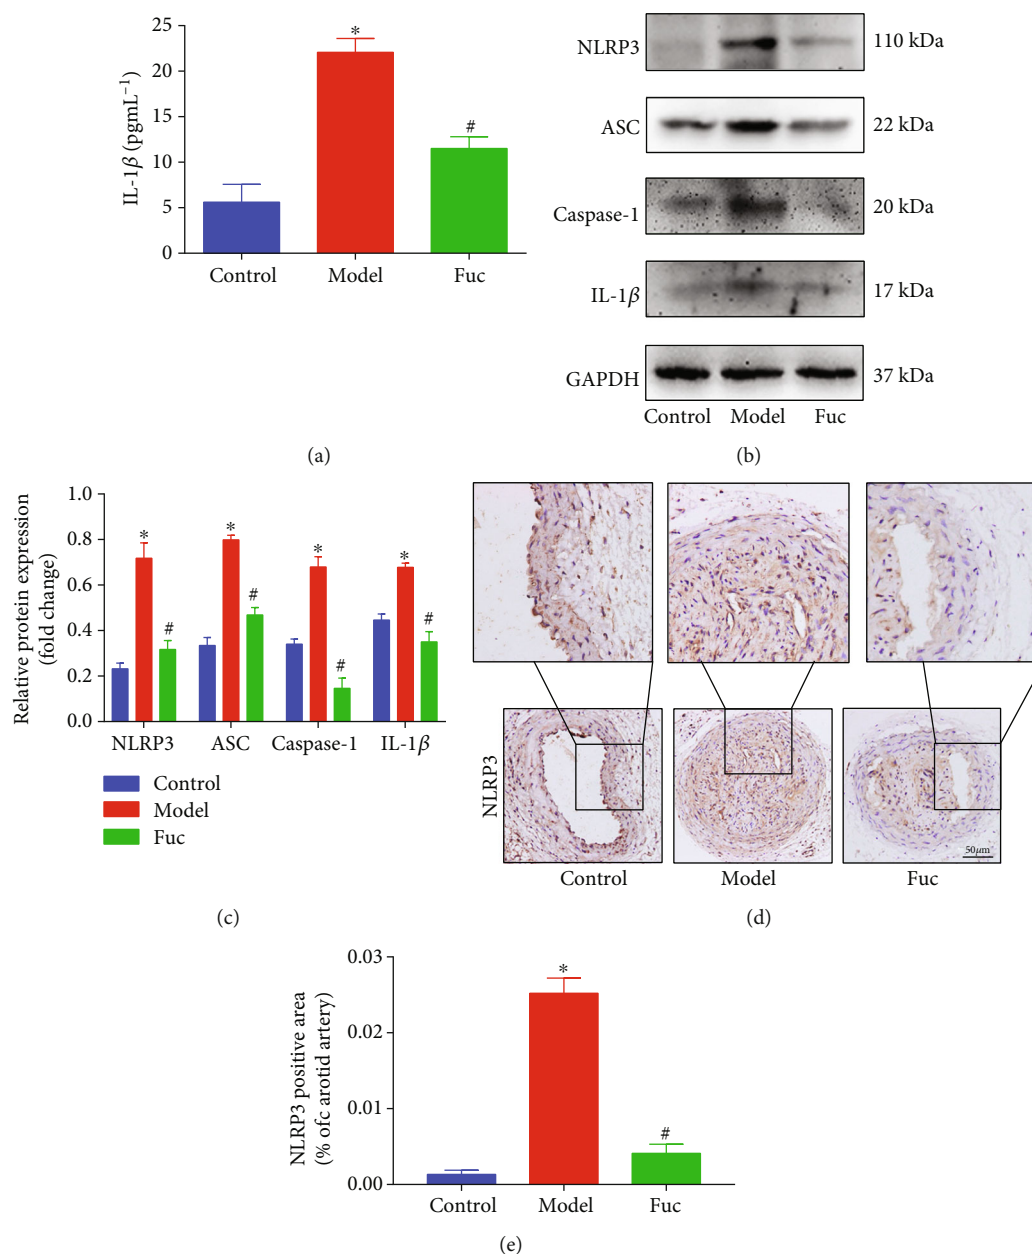 25
20
15
10
5
0
IL-1β (pgmL⁻¹)
*
#
Control
Model
Fuc
(a)
NLRP3
110 kDa
ASC
22 kDa
Caspase-1
20 kDa
IL-1β
17 kDa
GAPDH
37 kDa
Control
Model
Fuc
(b)
1.0
0.8
0.6
0.4
0.2
0.0
Relative protein expression
(fold change)
*
#
*
#
*
#
*
#
NLRP3
ASC
Caspase-1
IL-1β
Control
Model
Fuc
(c)
NLRP3
50μm
Control
Model
Fuc
(d)
0.03
0.02
0.01
0.00
NLRP3 positive area
(% ofc arotid artery)
*
#
Control
Model
Fuc
(e)